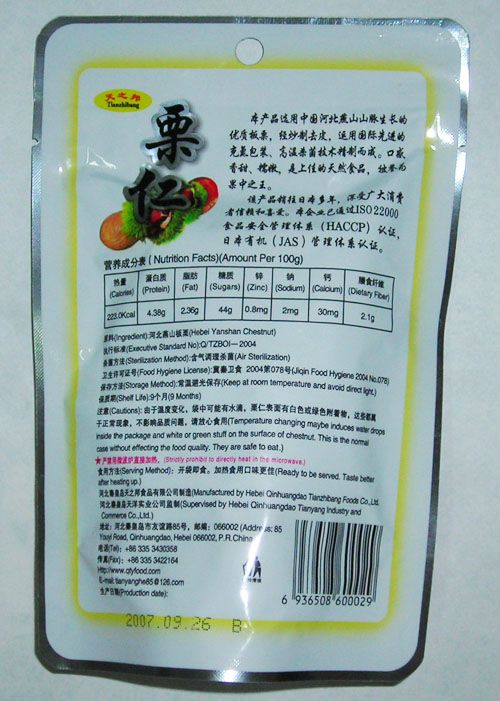 天之邦
Tianzhibang
栗仁
本产品选用中国河北燕山山脉生长的
优质板栗，经炒制去皮，运用国际先进的
充氮包装、高温杀菌技术精制而成。口感
香甜、糯嫩，是上佳的天然食品，独誉为
果中之王。
该产品销往日本多年，深受广大消费
者信赖和喜爱。本企业已通过ISO 22000
食品安全管理体系（HACCP）认证，
日本有机（JAS）管理体系认证。
营养成分表（Nutrition Facts)(Amount Per 100g)
热量 蛋白质 脂肪 糖质 锌 钠 钙 膳食纤维
(Calories) (Protein) (Fat) (Sugars) (Zinc) (Sodium) (Calcium) (Dietary Fiber)
223.0Kcal 4.38g 2.36g 44g 0.8mg 2mg 30mg 2.1g
原料(Ingredient):河北燕山板栗(Hebei Yanshan Chestnut)
执行标准(Executive Standard No):Q/TZBOI—2004
杀菌方法(Sterilization Method):含气调理杀菌(Air Sterilization)
卫生许可证号(Food Hygiene License):冀秦卫食 2004第078号(Jiqin Food Hygiene 2004 No.078)
保存方法(Storage Method):常温避光保存(Keep at room temperature and avoid direct light.)
保质期(Shelf Life):9个月(9 Months)
注意(Cautions): 由于温度变化，袋中可能有水滴，栗仁表面有白色或绿色附着物，这些都属
于正常现象，不影响品质问题，请放心食用(Temperature changing maybe induces water drops
inside the package and white or green stuff on the surface of chestnut. This is the normal
case without effecting the food quality. They are safe to eat.)
★严禁用微波炉直接加热。(Strictly prohibit to directly heat in the microwave.)
食用方法(Serving Method): 开袋即食。加热食用口味更佳(Ready to be served. Taste better
after heating up.)
河北秦皇岛天之邦食品有限公司制造(Manufactured by Hebei Qinhuangdao Tianzhibang Foods Co.,Ltd.
河北秦皇岛天洋实业公司监制(Supervised by Hebei Qinhuangdao Tianyang Industry and
Commerce Co.,Ltd.)
地址: 河北秦皇岛市友谊路85号，邮编: 066002 (Address: 85
Youyi Road, Qinhuangdao, Hebei 066002, P.R.China
电话(Tel): +86 335 3430358
传真(Fax): +86 335 3422164
http://www.qtyfood.com
E-mail: tianyanghe85@126.com
生产日期(Production date):
6 936508 600029
2007.09.26 B